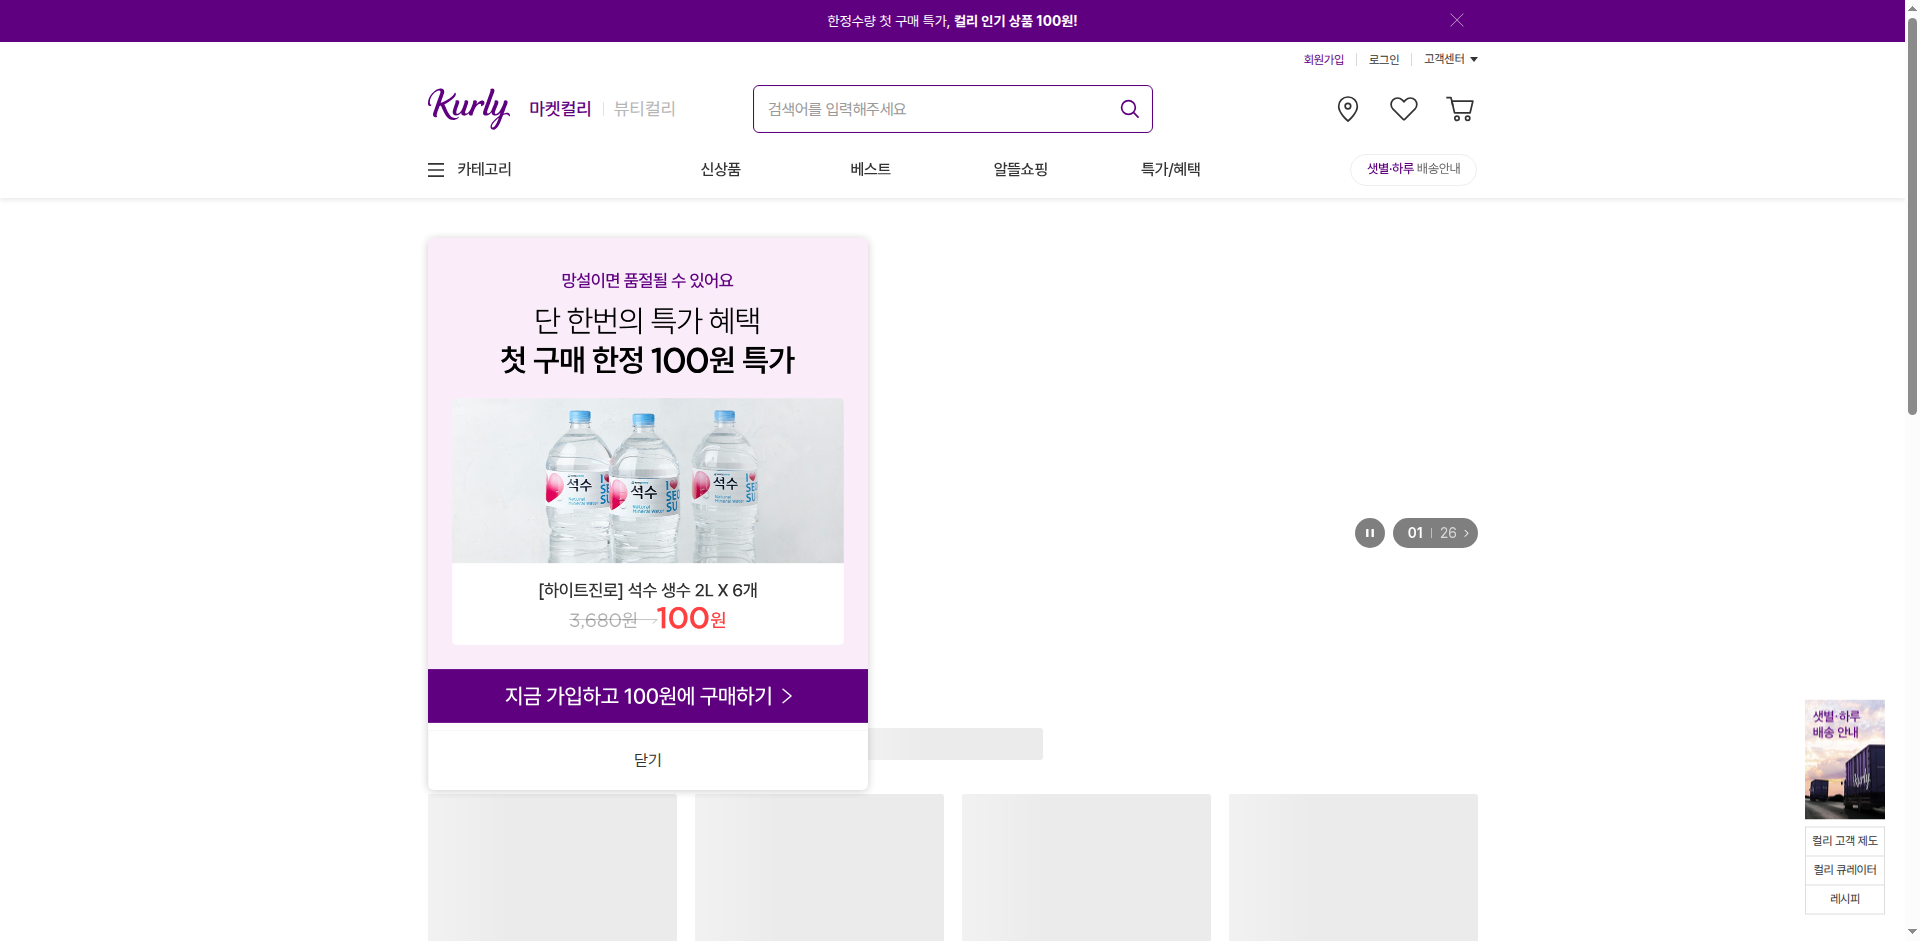 한정수량 첫 구매 특가, 컬리 인기 상품 100원!
회원가입 로그인 고객센터
Kurly 마켓컬리 뷰티컬리 검색어를 입력해주세요
카테고리 신상품 베스트 알뜰쇼핑 특가/혜택 샛별·하루 배송안내
망설이면 품절될 수 있어요
단 한번의 특가 혜택
첫 구매 한정 100원 특가
석수 석수 석수
[하이트진로] 석수 생수 2L X 6개
3,680원→100원
지금 가입하고 100원에 구매하기 >
닫기
01 | 26 >
샛별·하루
배송 안내
Kurly
컬리 고객 제도
컬리 큐레이터
레시피